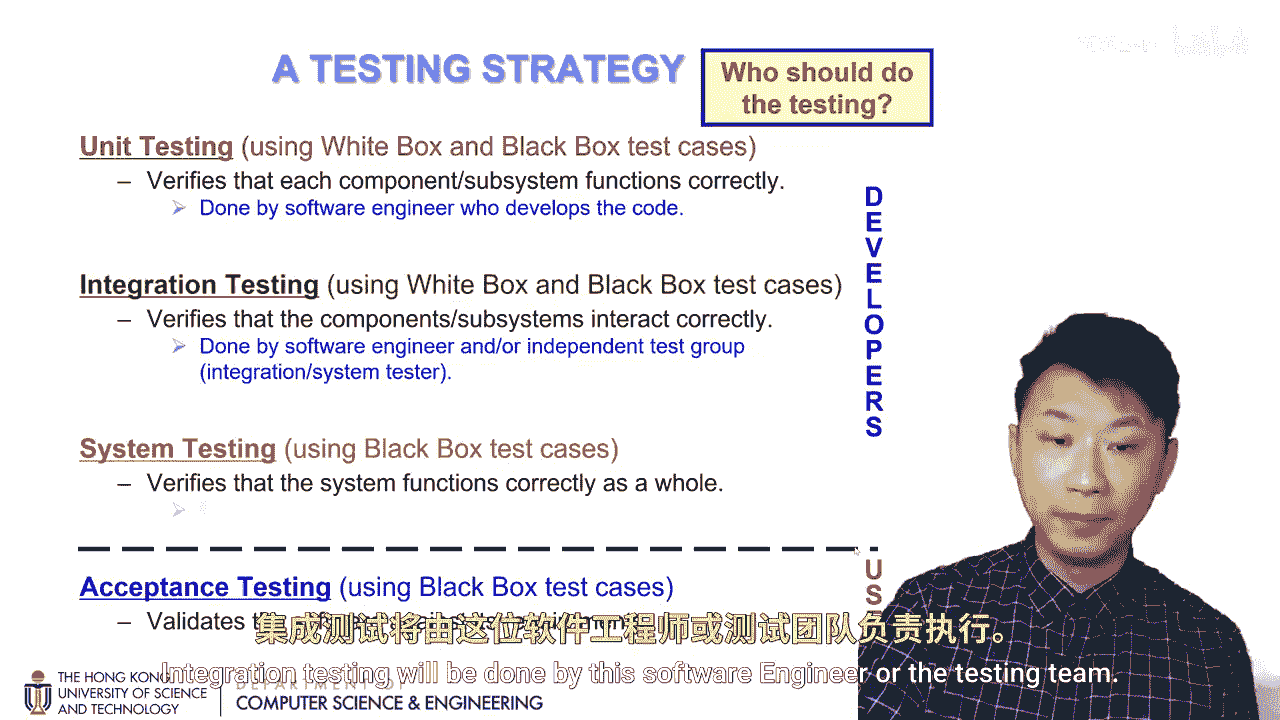 A TESTING STRATEGY
Who should do
the testing?
Unit Testing (using White Box and Black Box test cases)
– Verifies that each component/subsystem functions correctly.
Done by software engineer who develops the code.
DEVELOPERS
Integration Testing (using White Box and Black Box test cases)
– Verifies that the components/subsystems interact correctly.
Done by software engineer and/or independent test group
(integration/system tester).
System Testing (using Black Box test cases)
– Verifies that the system functions correctly as a whole.
Acceptance Testing (using Black Box test cases)
– Validates
US
集成测试将由这位软件工程师或测试团队负责执行。
Integration testing will be done by this software Engineer or the testing team.
THE HONG KONG
UNIVERSITY OF SCIENCE
AND TECHNOLOGY
DEPARTMENT OF
COMPUTER SCIENCE & ENGINEERING